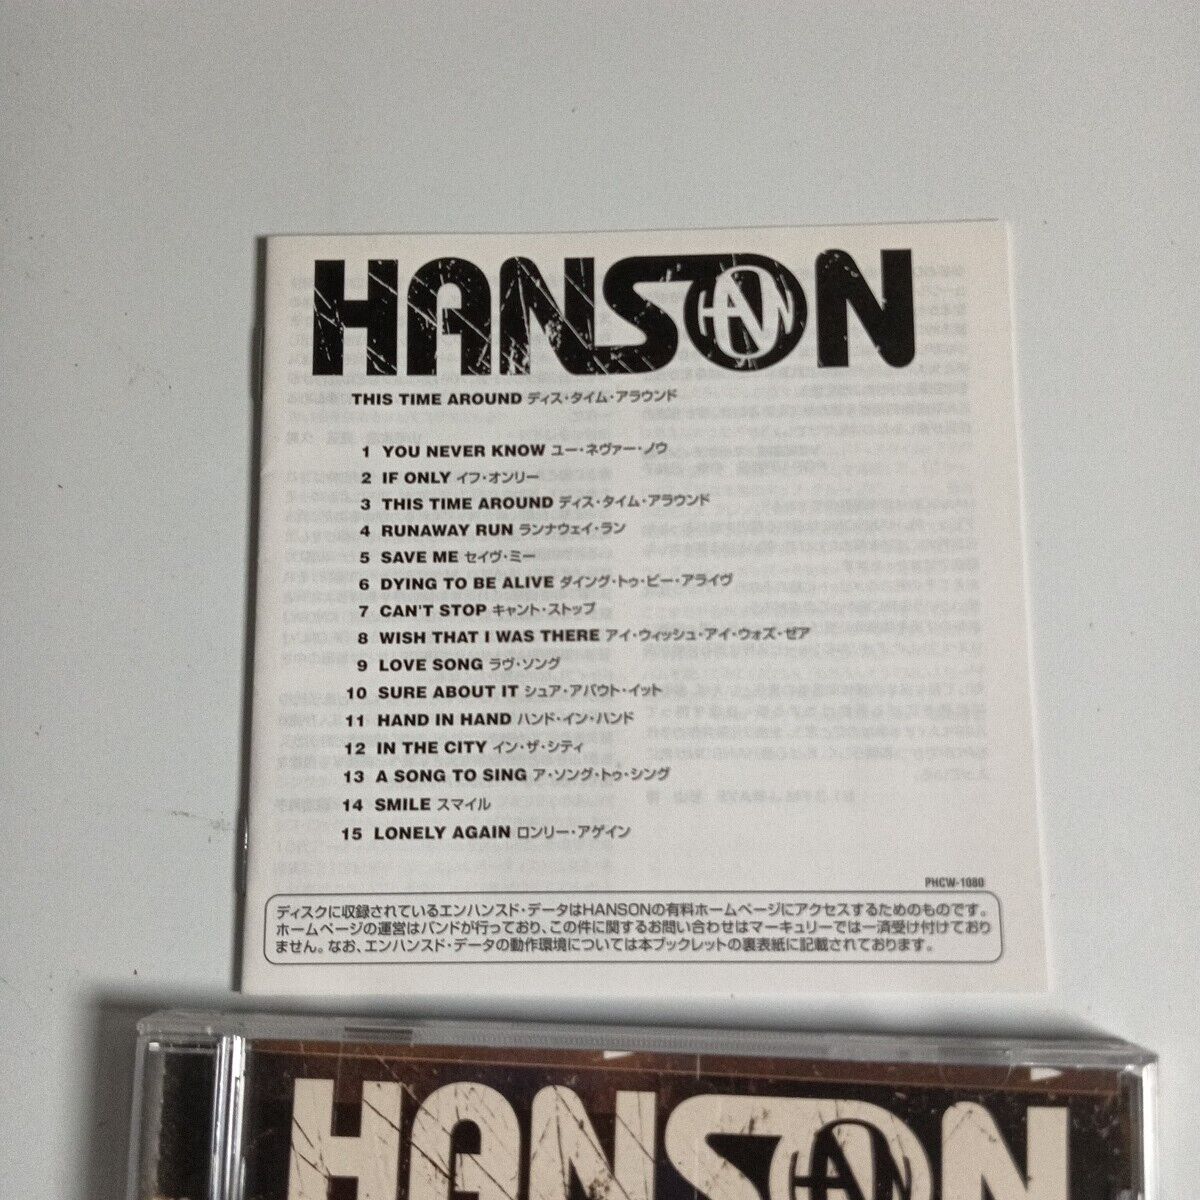 HANSON
HAN
THIS TIME AROUND ディス・タイム・アラウンド
1 YOU NEVER KNOW ユー・ネヴァー・ノウ
2 IF ONLY イフ・オンリー
3 THIS TIME AROUND ディス・タイム・アラウンド
4 RUNAWAY RUN ランナウェイ・ラン
5 SAVE ME セイヴ・ミー
6 DYING TO BE ALIVE ダイング・トゥ・ビー・アライヴ
7 CAN'T STOP キャント・ストップ
8 WISH THAT I WAS THERE アイ・ウィッシュ・アイ・ウォズ・ゼア
9 LOVE SONG ラヴ・ソング
10 SURE ABOUT IT シュア・アバウト・イット
11 HAND IN HAND ハンド・イン・ハンド
12 IN THE CITY イン・ザ・シティ
13 A SONG TO SING ア・ソング・トゥ・シング
14 SMILE スマイル
15 LONELY AGAIN ロンリー・アゲイン
PHCW-1080
ディスクに収録されているエンハンスド・データはHANSONの有料ホームページにアクセスするためのものです。
ホームページの運営はバンドが行っており、この件に関するお問い合わせはマーキュリーでは一済受け付けており
ません。なお、エンハンスド・データの動作環境については本ブックレットの裏表紙に記載されております。
HANSON
HAN